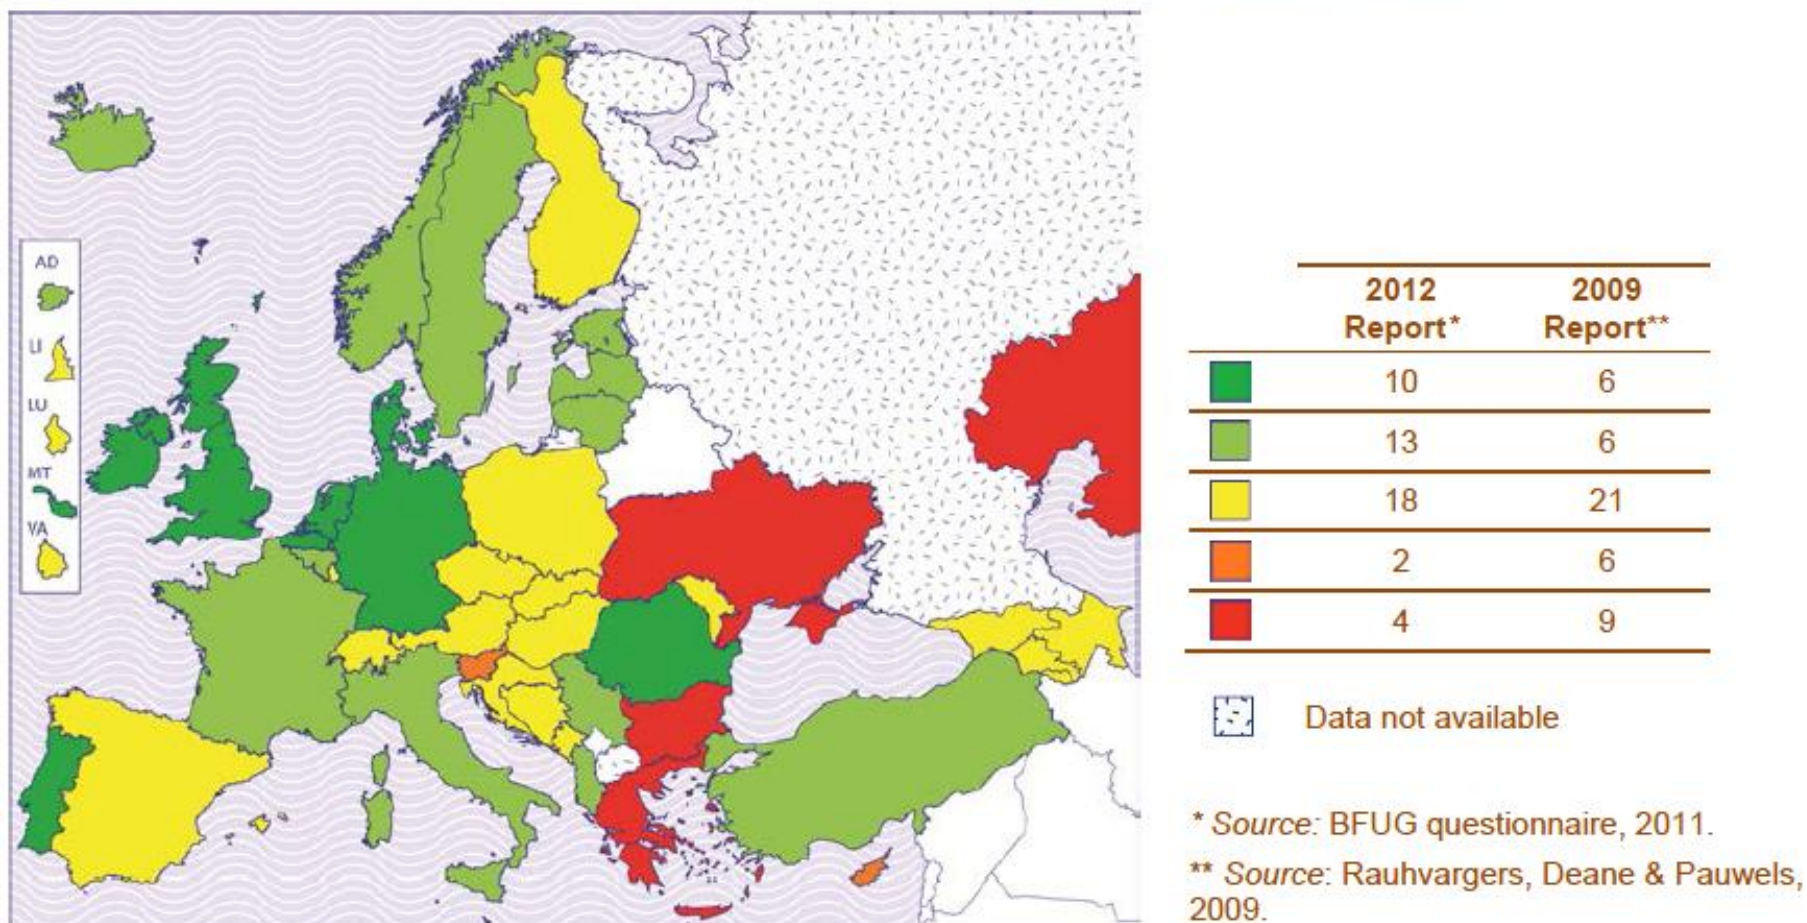 AD
LI
LU
MT
VA
2012 2009
Report* Report**
10 6
13 6
18 21
2 6
4 9
Data not available
* Source: BFUG questionnaire, 2011.
** Source: Rauhvargers, Deane & Pauwels,
2009.